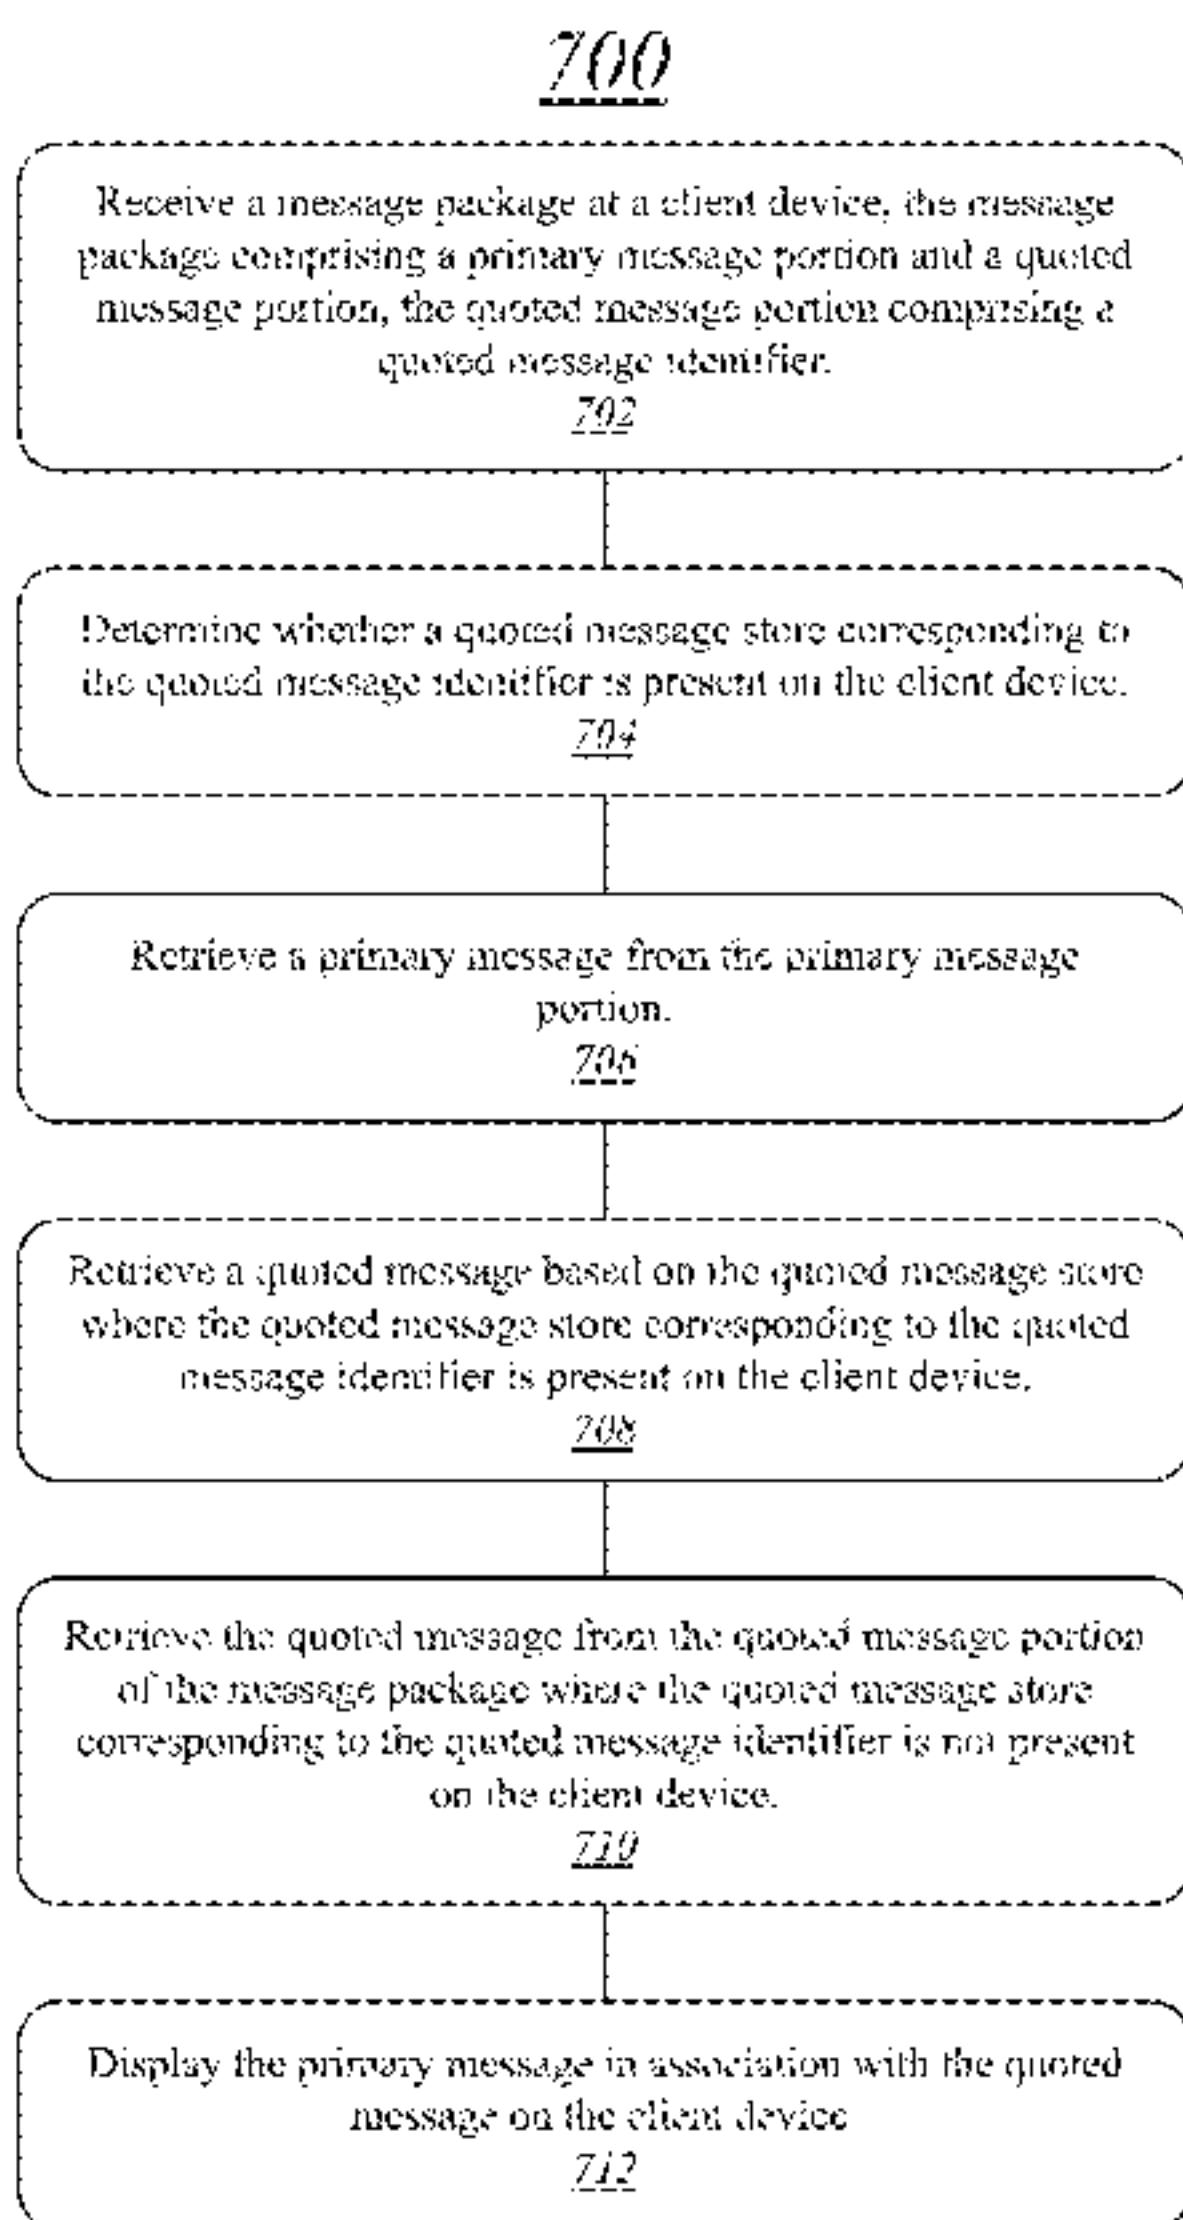 700
Receive a message package at a client device, the message
package comprising a primary message portion and a quoted
message portion, the quoted message portion comprising a
quoted message identifier.
702
Determine whether a quoted message store corresponding to
the quoted message identifier is present on the client device.
704
Retrieve a primary message from the primary message
portion.
706
Retrieve a quoted message based on the quoted message store
where the quoted message store corresponding to the quoted
message identifier is present on the client device.
708
Retrieve the quoted message from the quoted message portion
of the message package where the quoted message store
corresponding to the quoted message identifier is not present
on the client device.
710
Display the primary message in association with the quoted
message on the client device
712